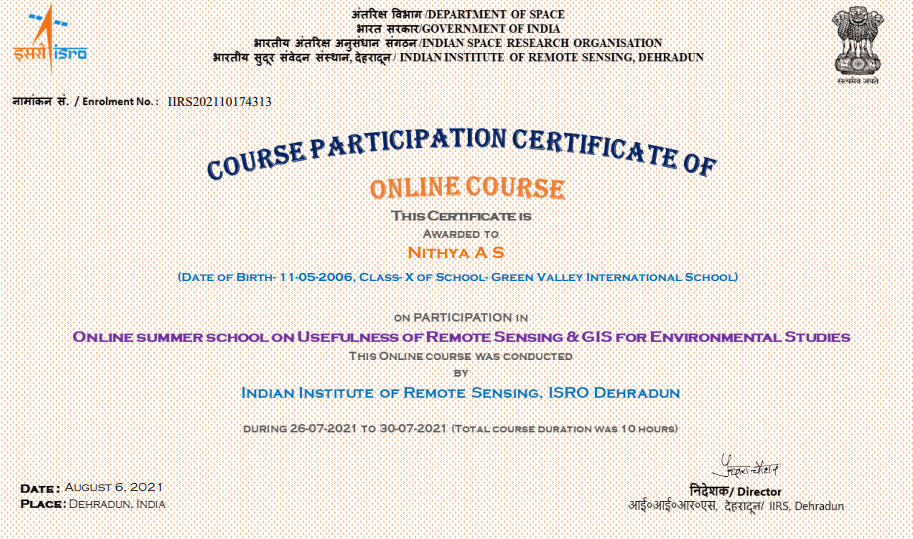 अंतरिक्ष विभाग /DEPARTMENT OF SPACE
भारत सरकार/GOVERNMENT OF INDIA
भारतीय अंतरिक्ष अनुसंधान संगठन /INDIAN SPACE RESEARCH ORGANISATION
भारतीय सुदूर संवेदन संस्थान, देहरादून / INDIAN INSTITUTE OF REMOTE SENSING, DEHRADUN
इसरो isro
सत्यमेव जयते
नामांकन सं. / Enrolment No. : IIRS202110174313
COURSE PARTICIPATION CERTIFICATE OF
ONLINE COURSE
This Certificate is
Awarded to
Nithya A S
(Date of Birth- 11-05-2006, Class- X of School- Green Valley International School)
on PARTICIPATION in
Online summer school on Usefulness of Remote Sensing & GIS for Environmental Studies
This Online course was conducted
by
Indian Institute of Remote Sensing, ISRO Dehradun
during 26-07-2021 to 30-07-2021 (Total course duration was 10 hours)
Date : August 6, 2021
Place: Dehradun, India
निदेशक/ Director
आई०आई०आर०एस, देहरादून/ IIRS, Dehradun